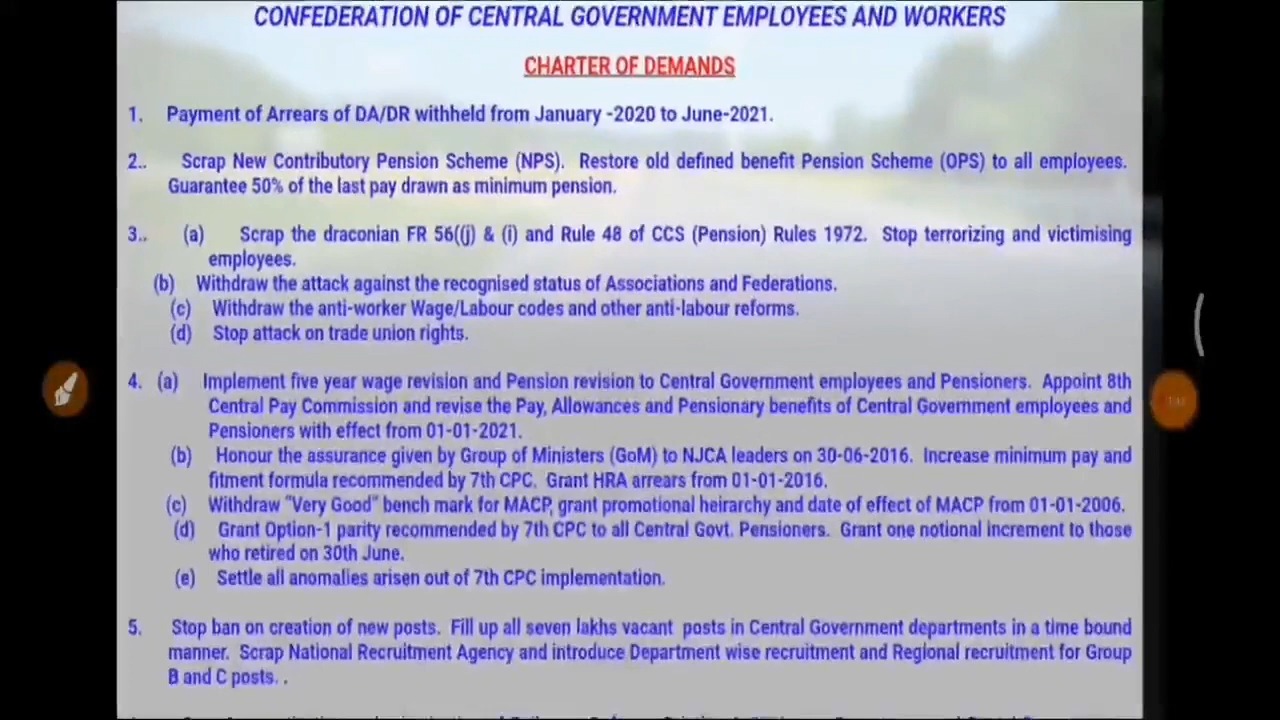 CONFEDERATION OF CENTRAL GOVERNMENT EMPLOYEES AND WORKERS
CHARTER OF DEMANDS
1. Payment of Arrears of DA/DR withheld from January -2020 to June-2021.
2.. Scrap New Contributory Pension Scheme (NPS). Restore old defined benefit Pension Scheme (OPS) to all employees.
Guarantee 50% of the last pay drawn as minimum pension.
3.. (a) Scrap the draconian FR 56((j) & (i) and Rule 48 of CCS (Pension) Rules 1972. Stop terrorizing and victimising
employees.
(b) Withdraw the attack against the recognised status of Associations and Federations.
(c) Withdraw the anti-worker Wage/Labour codes and other anti-labour reforms.
(d) Stop attack on trade union rights.
4. (a) Implement five year wage revision and Pension revision to Central Government employees and Pensioners. Appoint 8th
Central Pay Commission and revise the Pay, Allowances and Pensionary benefits of Central Government employees and
Pensioners with effect from 01-01-2021.
(b) Honour the assurance given by Group of Ministers (GoM) to NJCA leaders on 30-06-2016. Increase minimum pay and
fitment formula recommended by 7th CPC. Grant HRA arrears from 01-01-2016.
(c) Withdraw "Very Good" bench mark for MACP, grant promotional heirarchy and date of effect of MACP from 01-01-2006.
(d) Grant Option-1 parity recommended by 7th CPC to all Central Govt. Pensioners. Grant one notional increment to those
who retired on 30th June.
(e) Settle all anomalies arisen out of 7th CPC implementation.
5. Stop ban on creation of new posts. Fill up all seven lakhs vacant posts in Central Government departments in a time bound
manner. Scrap National Recruitment Agency and introduce Department wise recruitment and Regional recruitment for Group
B and C posts. .